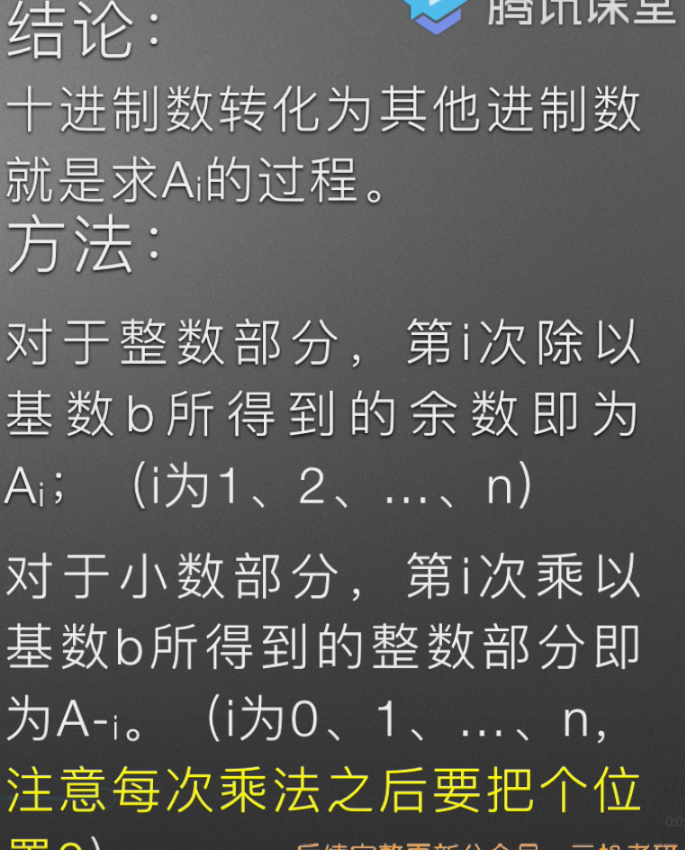 腾讯课堂
结论：
十进制数转化为其他进制数
就是求Ai的过程。
方法：
对于整数部分，第i次除以
基数b所得到的余数即为
Ai；（i为1、2、…、n）
对于小数部分，第i次乘以
基数b所得到的整数部分即
为A-i。（i为0、1、…、n，
注意每次乘法之后要把个位
置0）